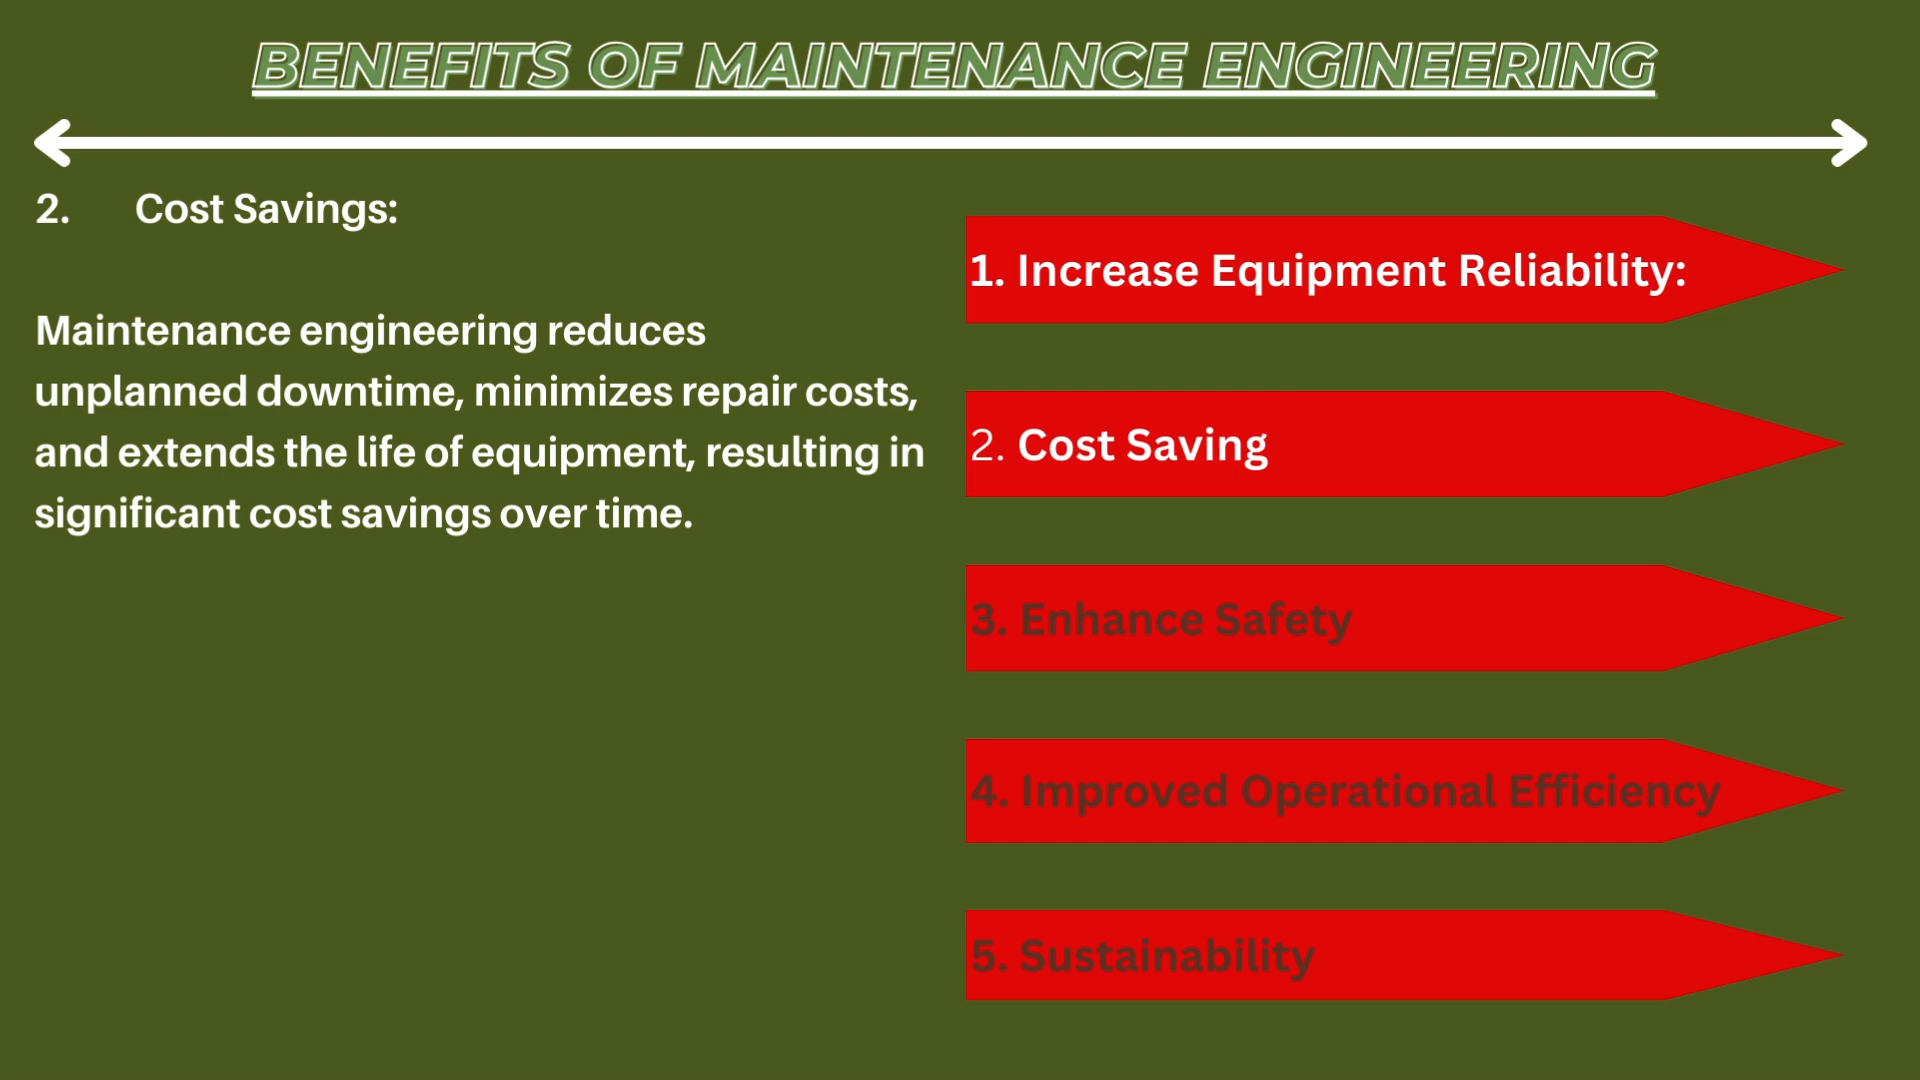 BENEFITS OF MAINTENANCE ENGINEERING
2. Cost Savings:
Maintenance engineering reduces
unplanned downtime, minimizes repair costs,
and extends the life of equipment, resulting in
significant cost savings over time.
1. Increase Equipment Reliability:
2. Cost Saving
3. Enhance Safety
4. Improved Operational Efficiency
5. Sustainability